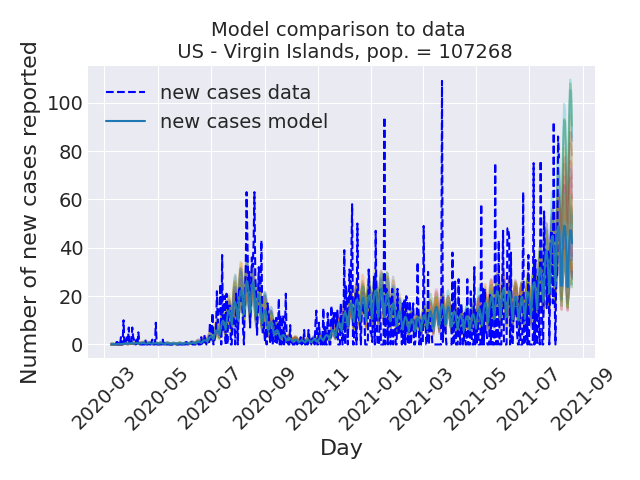 Model comparison to data
US - Virgin Islands, pop. = 107268
new cases data
new cases model
Number of new cases reported
100
80
60
40
20
0
2020-03
2020-05
2020-07
2020-09
2020-11
2021-01
2021-03
2021-05
2021-07
2021-09
Day